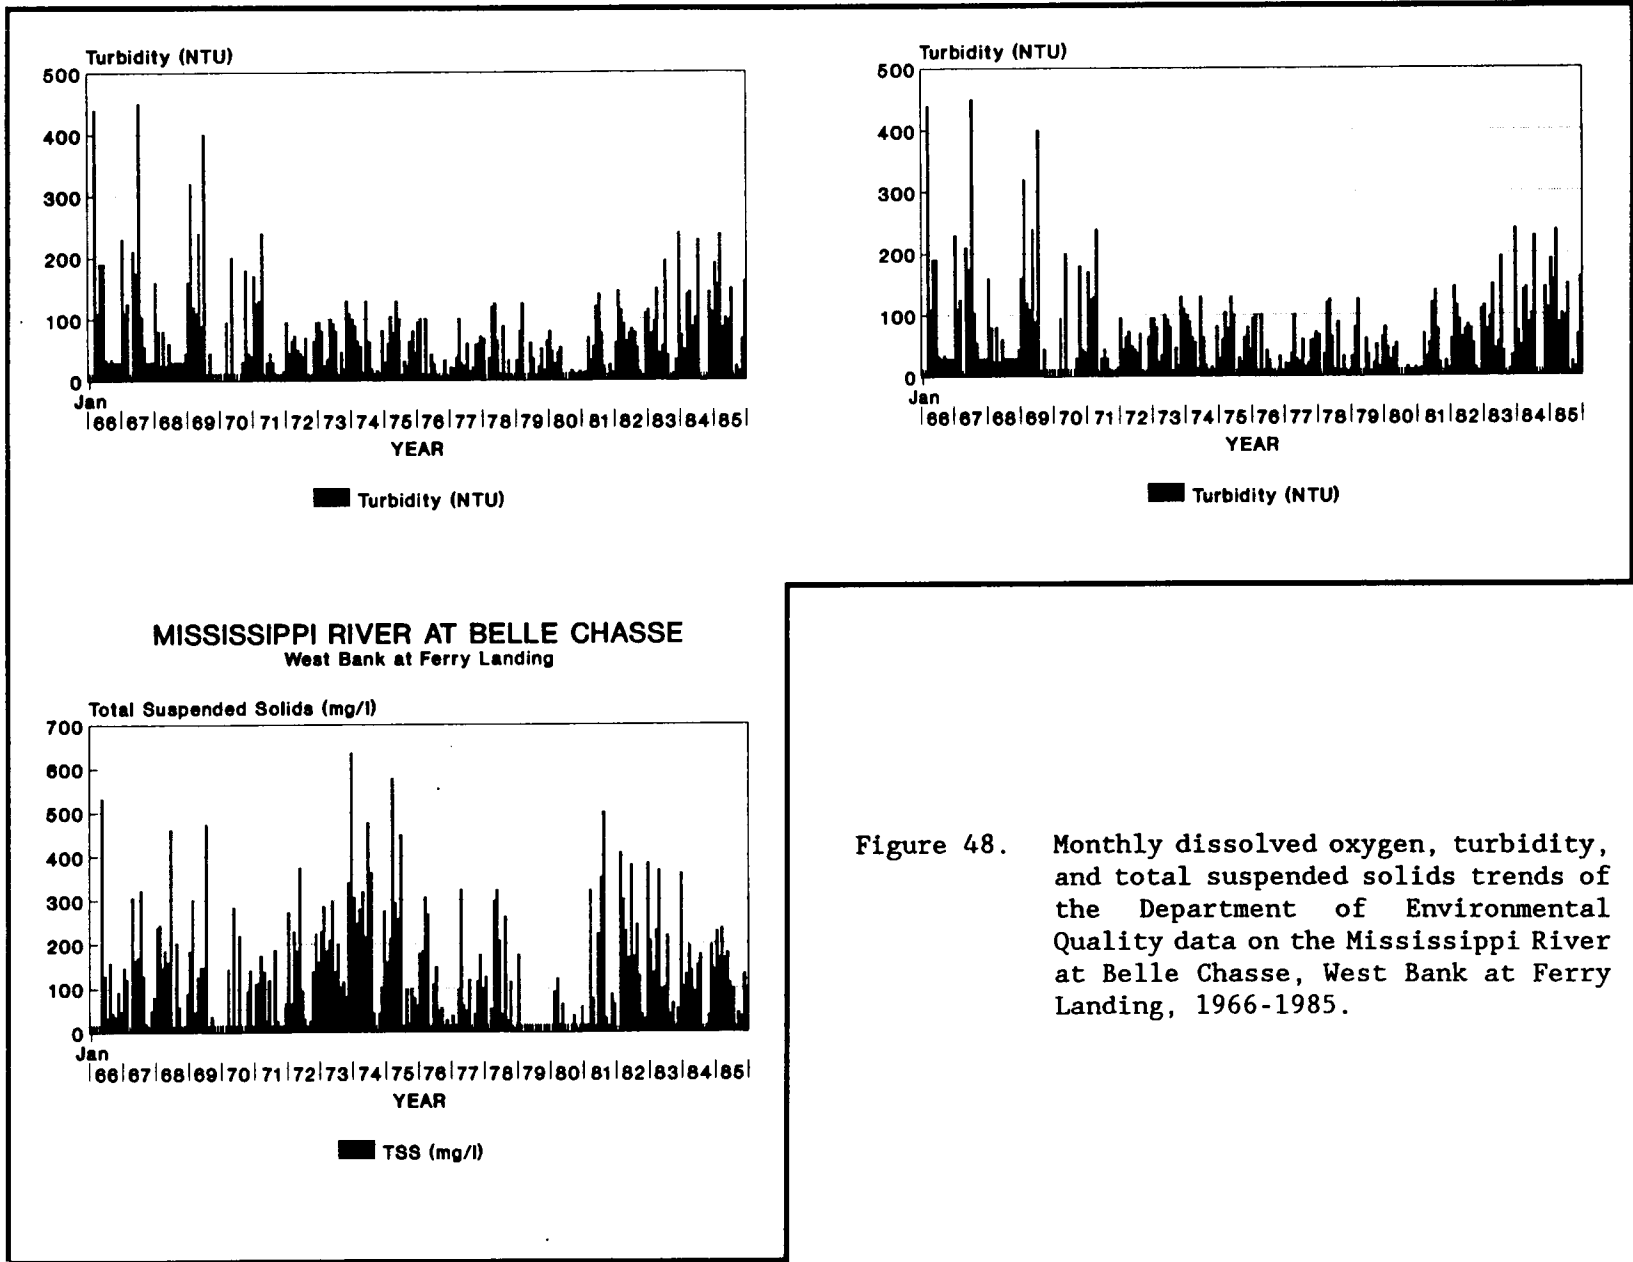 Turbidity (NTU)
500
400
300
200
100
0
Jan
|66|67|68|69|70|71|72|73|74|75|76|77|78|79|80|81|82|83|84|85|
YEAR
Turbidity (NTU)
Turbidity (NTU)
500
400
300
200
100
0
Jan
|66|67|68|69|70|71|72|73|74|75|76|77|78|79|80|81|82|83|84|85|
YEAR
Turbidity (NTU)
MISSISSIPPI RIVER AT BELLE CHASSE
West Bank at Ferry Landing
Total Suspended Solids (mg/l)
700
600
500
400
300
200
100
0
Jan
|66|67|68|69|70|71|72|73|74|75|76|77|78|79|80|81|82|83|84|85|
YEAR
TSS (mg/l)
Figure 48. Monthly dissolved oxygen, turbidity,
and total suspended solids trends of
the Department of Environmental
Quality data on the Mississippi River
at Belle Chasse, West Bank at Ferry
Landing, 1966-1985.